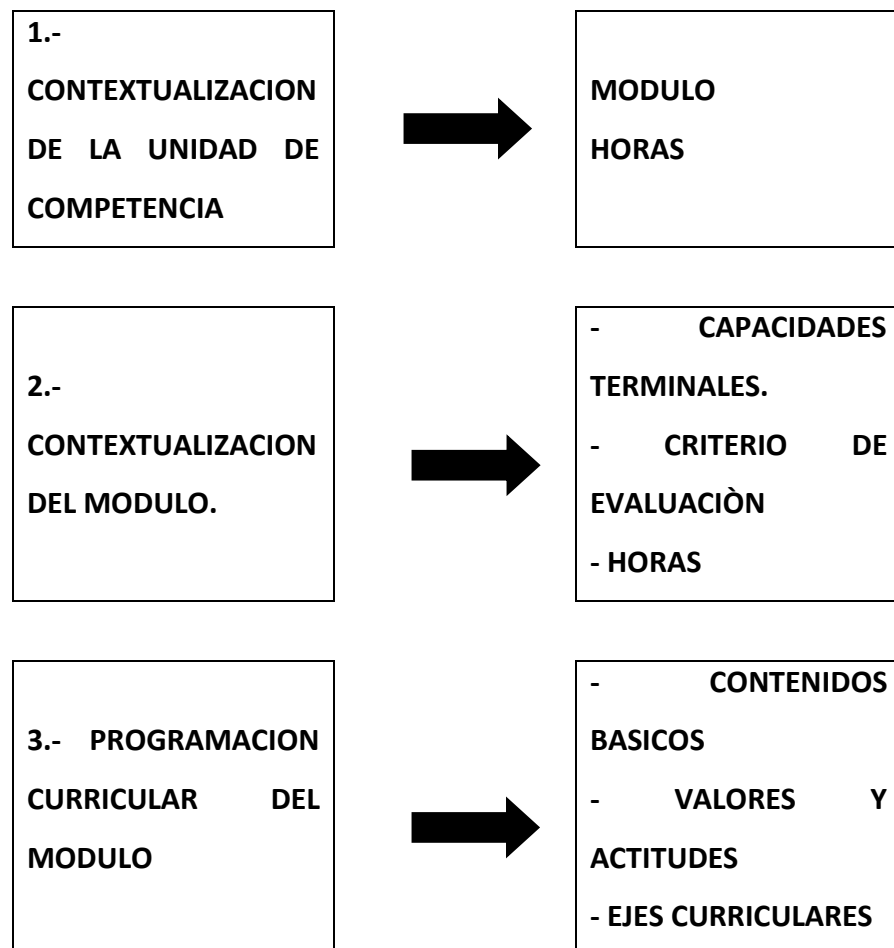 1.-
CONTEXTUALIZACION
DE LA UNIDAD DE
COMPETENCIA
MODULO
HORAS
2.-
CONTEXTUALIZACION
DEL MODULO.
- CAPACIDADES
TERMINALES.
- CRITERIO DE
EVALUACIÒN
- HORAS
3.- PROGRAMACION
CURRICULAR DEL
MODULO
- CONTENIDOS
BASICOS
- VALORES Y
ACTITUDES
- EJES CURRICULARES